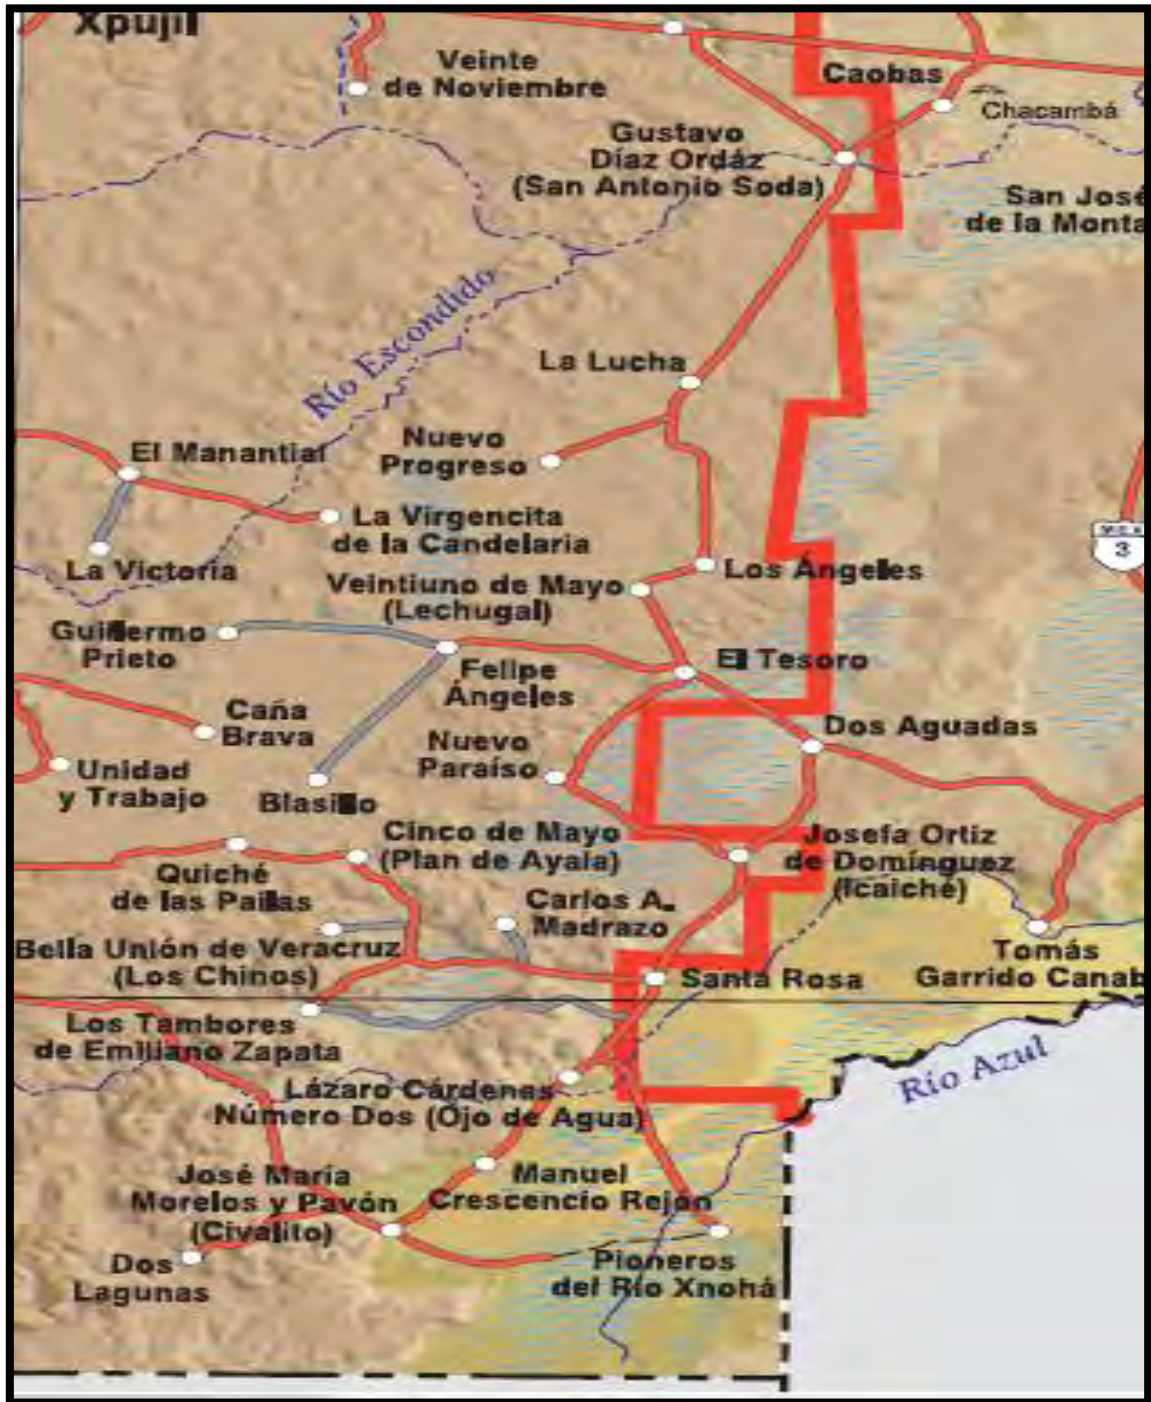 Xpujil
Veinte
de Noviembre
Caobas
Chacambá
Gustavo
Díaz Ordáz
(San Antonio Soda)
San José
de la Monta
Río Escondido
La Lucha
El Manantial
Nuevo
Progreso
La Virgencita
de la Candelaria
MEX
3
La Victoria
Los Ángeles
Veintiuno de Mayo
(Lechugal)
Guillermo
Prieto
El Tesoro
Felipe
Ángeles
Caña
Brava
Dos Aguadas
Nuevo
Paraíso
Unidad
y Trabajo
Blasillo
Cinco de Mayo
(Plan de Ayala)
Josefa Ortiz
de Domínguez
(Icaiché)
Quiché
de las Pailas
Carlos A.
Madrazo
Bella Unión de Veracruz
(Los Chinos)
Tomás
Garrido Canab
Santa Rosa
Los Tambores
de Emiliano Zapata
Río Azul
Lázaro Cárdenas
Número Dos (Ojo de Agua)
José María
Morelos y Pavón
(Civalito)
Manuel
Crescencio Rejón
Dos
Lagunas
Pioneros
del Río Xnohá